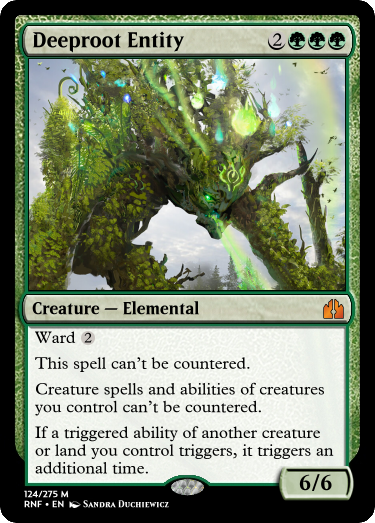 Deeproot Entity 2
Creature — Elemental
Ward 2
This spell can't be countered.
Creature spells and abilities of creatures
you control can't be countered.
If a triggered ability of another creature
or land you control triggers, it triggers an
additional time.
6/6
124/275 M
RNF • EN Sandra Duchiewicz